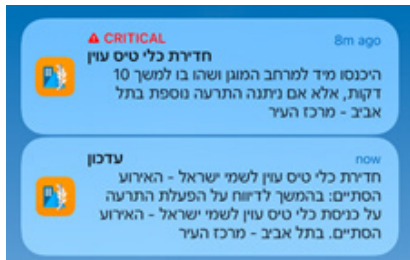 CRITICAL 8m ago
חדירת כלי טיס עוין
היכנסו מיד למרחב המוגן ושהו בו למשך 10
דקות, אלא אם ניתנה התרעה נוספת בתל
אביב - מרכז העיר
עדכון now
חדירת כלי טיס עוין לשמי ישראל - האירוע
הסתיים: בהמשך לדיווח על הפעלת התרעה
על כניסת כלי טיס עוין לשמי ישראל - האירוע
הסתיים. בתל אביב - מרכז העיר